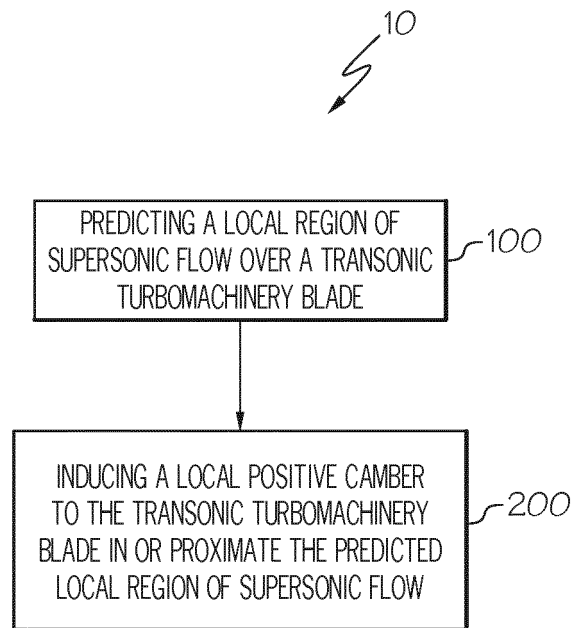 10
PREDICTING A LOCAL REGION OF
SUPERSONIC FLOW OVER A TRANSONIC
TURBOMACHINERY BLADE
100
INDUCING A LOCAL POSITIVE CAMBER
TO THE TRANSONIC TURBOMACHINERY
BLADE IN OR PROXIMATE THE PREDICTED
LOCAL REGION OF SUPERSONIC FLOW
200